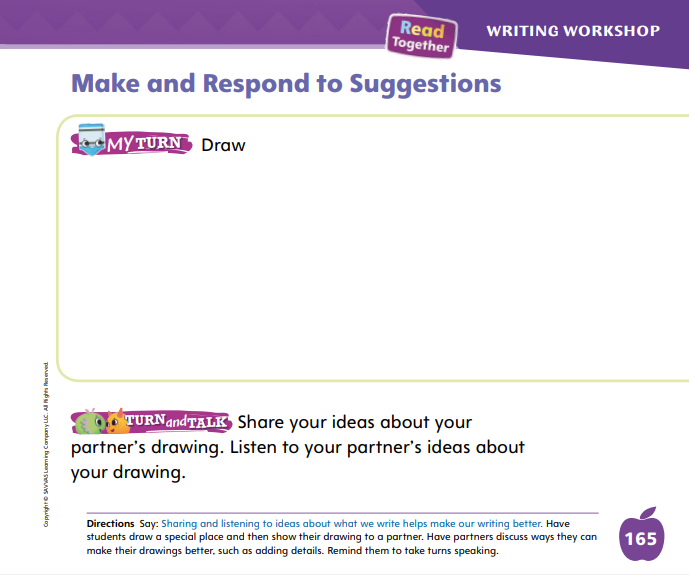 Read
Together
WRITING WORKSHOP
Make and Respond to Suggestions
MY TURN Draw
TURN and TALK Share your ideas about your
partner's drawing. Listen to your partner's ideas about
your drawing.
Copyright © SAVVAS Learning Company LLC. All Rights Reserved.
Directions Say: Sharing and listening to ideas about what we write helps make our writing better. Have
students draw a special place and then show their drawing to a partner. Have partners discuss ways they can
make their drawings better, such as adding details. Remind them to take turns speaking.
165